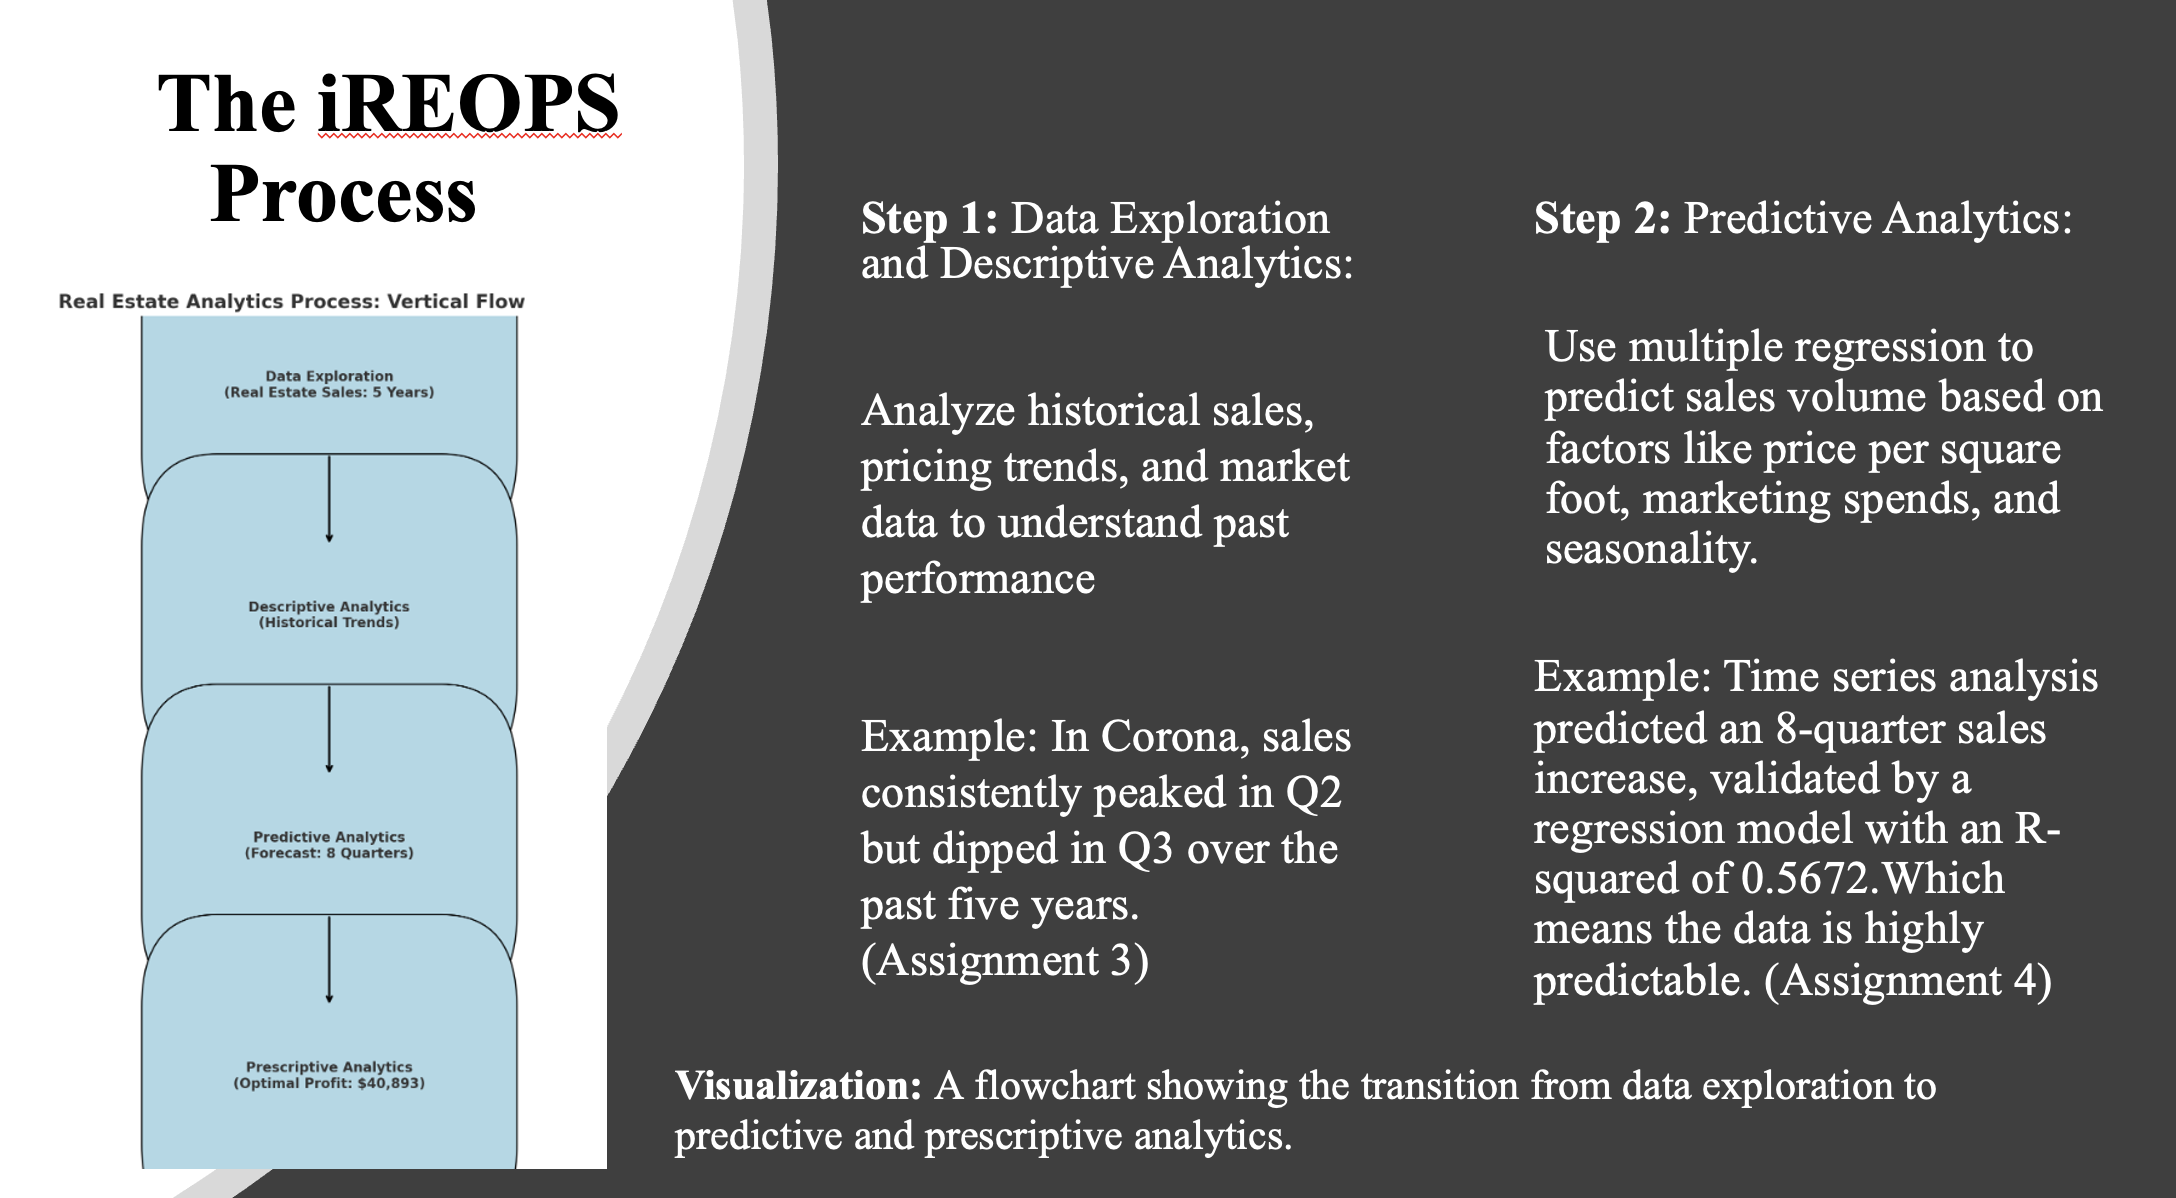 The iREOPS
Process
Real Estate Analytics Process: Vertical Flow
Data Exploration
(Real Estate Sales: 5 Years)
Descriptive Analytics
(Historical Trends)
Predictive Analytics
(Forecast: 8 Quarters)
Prescriptive Analytics
(Optimal Profit: $40,893)
Step 1: Data Exploration
and Descriptive Analytics:
Analyze historical sales,
pricing trends, and market
data to understand past
performance
Example: In Corona, sales
consistently peaked in Q2
but dipped in Q3 over the
past five years.
(Assignment 3)
Step 2: Predictive Analytics:
Use multiple regression to
predict sales volume based on
factors like price per square
foot, marketing spends, and
seasonality.
Example: Time series analysis
predicted an 8-quarter sales
increase, validated by a
regression model with an R-
squared of 0.5672.Which
means the data is highly
predictable. (Assignment 4)
Visualization: A flowchart showing the transition from data exploration to
predictive and prescriptive analytics.